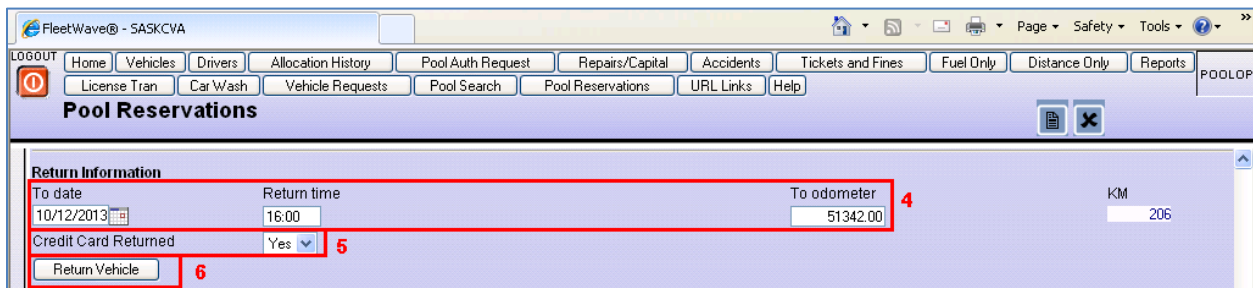 FleetWave® - SASKCVA
Page Safety Tools »
LOGOUT Home Vehicles Drivers Allocation History Pool Auth Request Repairs/Capital Accidents Tickets and Fines Fuel Only Distance Only Reports POOLOP
License Tran Car Wash Vehicle Requests Pool Search Pool Reservations URL Links Help
Pool Reservations
Return Information
To date Return time To odometer 4 KM
10/12/2013 16:00 51342.00 206
Credit Card Returned Yes 5
Return Vehicle 6